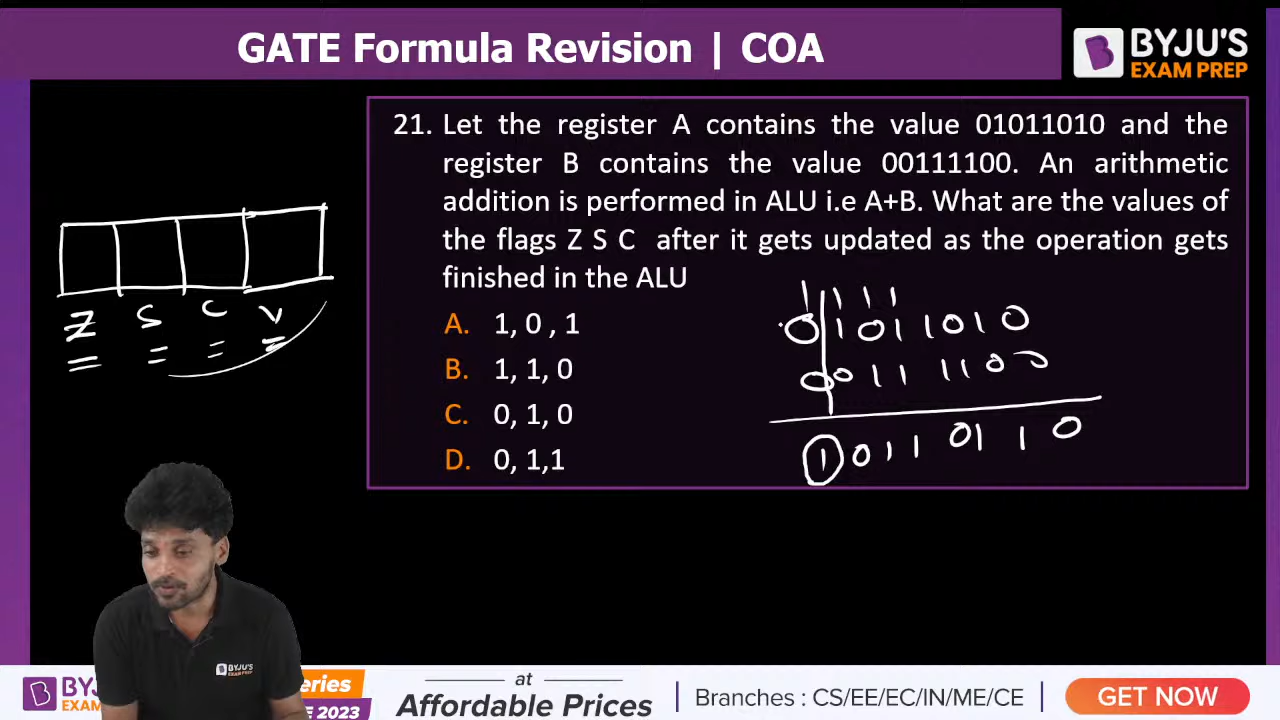 GATE Formula Revision | COA
BYJU'S
EXAM PREP
21. Let the register A contains the value 01011010 and the
register B contains the value 00111100. An arithmetic
addition is performed in ALU i.e A+B. What are the values of
the flags Z S C after it gets updated as the operation gets
finished in the ALU
A. 1, 0 , 1
B. 1, 1, 0
C. 0, 1, 0
D. 0, 1,1
Z S C V
1 1 1 1
0 1 0 1 1 0 1 0
0 0 1 1 1 1 0 0
1 0 1 1 0 1 1 0
BYJU'S
BYJ
EXAM
eries
E 2023
at
Affordable Prices
Branches : CS/EE/EC/IN/ME/CE
GET NOW